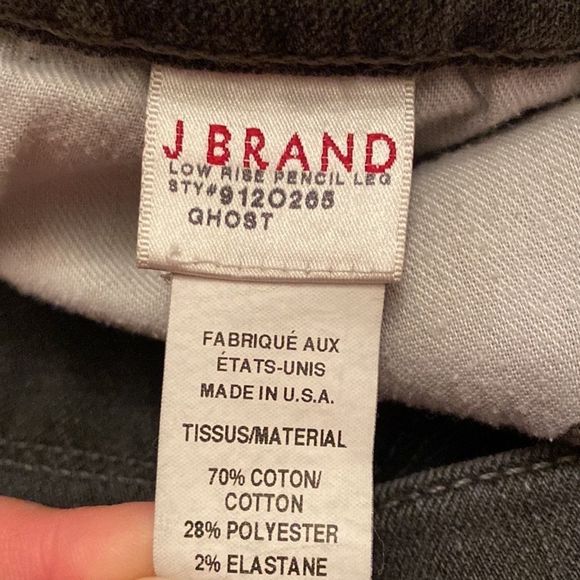 J BRAND
LOW RISE PENCIL LEG
STY#912O265
GHOST
FABRIQUÉ AUX
ÉTATS-UNIS
MADE IN U.S.A.
TISSUS/MATERIAL
70% COTON/
COTTON
28% POLYESTER
2% ELASTANE